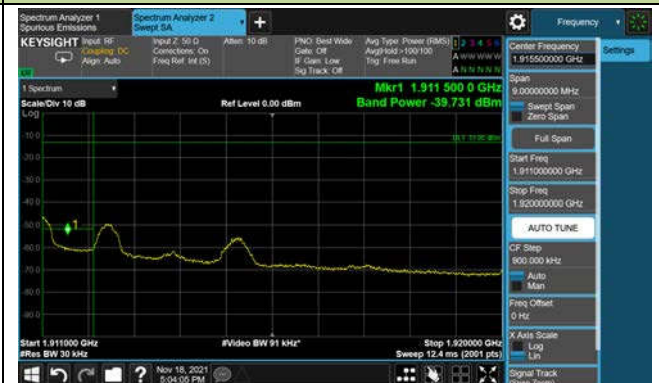 Spectrum Analyzer 1
Spurious Emissions
Spectrum Analyzer 2
Swept SA
+
Frequency
KEYSIGHT
Input: RF
Coupling: DC
Align: Auto
Input Z: 50 Ω
Corrections: On
Freq Ref: Int (S)
Atten: 10 dB
PNO: Best Wide
Gate: Off
IF Gain: Low
Sig Track: Off
Avg Type: Power (RMS)
Avg|Hold:>100/100
Trig: Free Run
1 2 3 4 5 6
A WW WW W
A N N N N N
Center Frequency
1.915500000 GHz
Settings
1 Spectrum
Scale/Div 10 dB
Ref Level 0.00 dBm
Mkr1 1.911 500 0 GHz
Band Power -39.731 dBm
Log
Span
9.00000000 MHz
Swept Span
Zero Span
Full Span
Start Freq
1.911000000 GHz
Stop Freq
1.920000000 GHz
AUTO TUNE
CF Step
900.000 kHz
Auto
Man
Freq Offset
0 Hz
X Axis Scale
Log
Lin
Signal Track
(Span Zoom)
-10.0
-20.0
-30.0
-40.0
-50.0
-60.0
-70.0
-80.0
-90.0
1
Start 1.911000 GHz
#Res BW 30 kHz
#Video BW 91 kHz*
Stop 1.920000 GHz
Sweep 12.4 ms (2001 pts)
Nov 18, 2021
5:04:05 PM